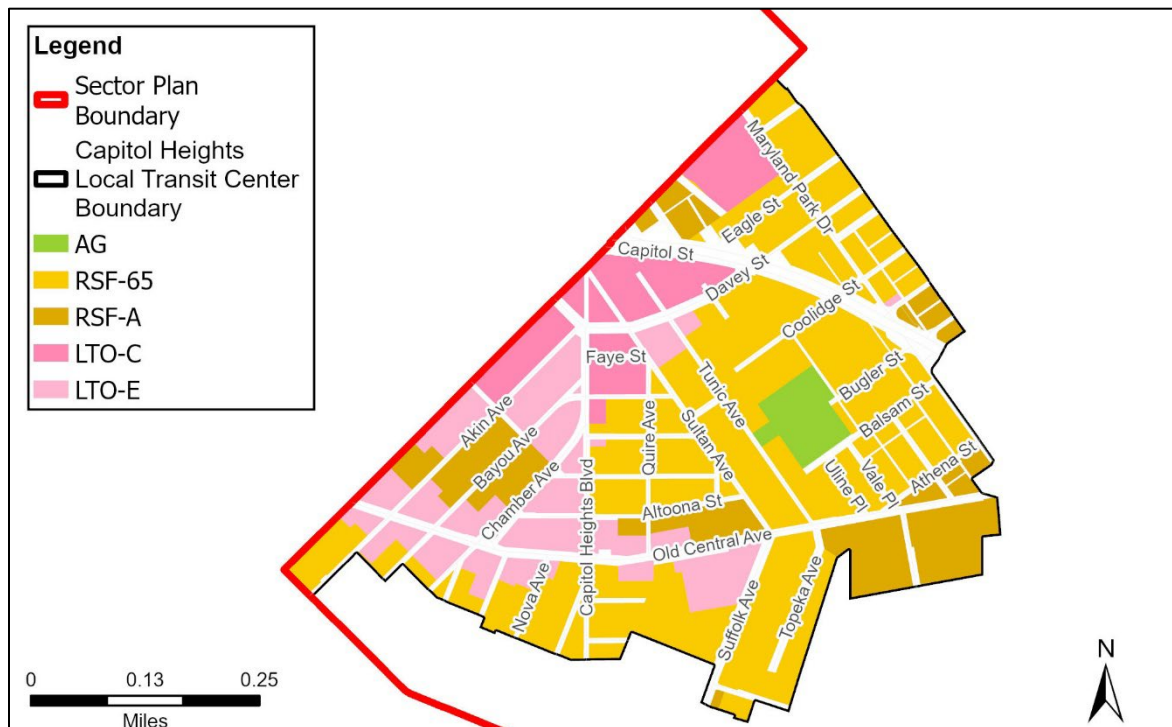 Legend
Sector Plan
Boundary
Capitol Heights
Local Transit Center
Boundary
AG
RSF-65
RSF-A
LTO-C
LTO-E
Maryland Park Dr
Eagle St
Capitol St
Davey St
Coolidge St
Faye St
Tunic Ave
Bugler St
Akin Ave
Balsam St
Bayou Ave
Quire Ave
Sultan Ave
Chamber Ave
Uline Pl
Vale Pl
Athena St
Capitol Heights Blvd
Altoona St
Old Central Ave
Nova Ave
Suffolk Ave
Topeka Ave
N
0 0.13 0.25
Miles